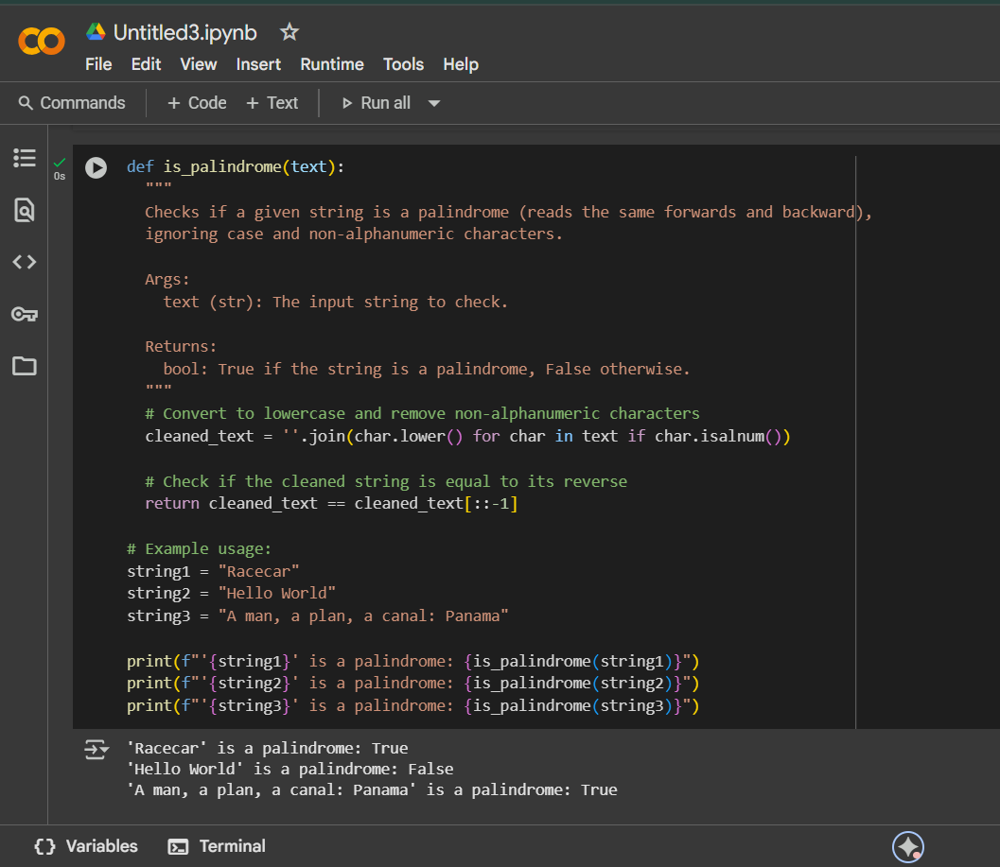 Untitled3.ipynb
File Edit View Insert Runtime Tools Help
Commands + Code + Text Run all
0s
def is_palindrome(text):
  """
  Checks if a given string is a palindrome (reads the same forwards and backward),
  ignoring case and non-alphanumeric characters.

  Args:
    text (str): The input string to check.

  Returns:
    bool: True if the string is a palindrome, False otherwise.
  """
  # Convert to lowercase and remove non-alphanumeric characters
  cleaned_text = ''.join(char.lower() for char in text if char.isalnum())

  # Check if the cleaned string is equal to its reverse
  return cleaned_text == cleaned_text[::-1]

# Example usage:
string1 = "Racecar"
string2 = "Hello World"
string3 = "A man, a plan, a canal: Panama"

print(f"'{string1}' is a palindrome: {is_palindrome(string1)}")
print(f"'{string2}' is a palindrome: {is_palindrome(string2)}")
print(f"'{string3}' is a palindrome: {is_palindrome(string3)}")
'Racecar' is a palindrome: True
'Hello World' is a palindrome: False
'A man, a plan, a canal: Panama' is a palindrome: True
{} Variables Terminal